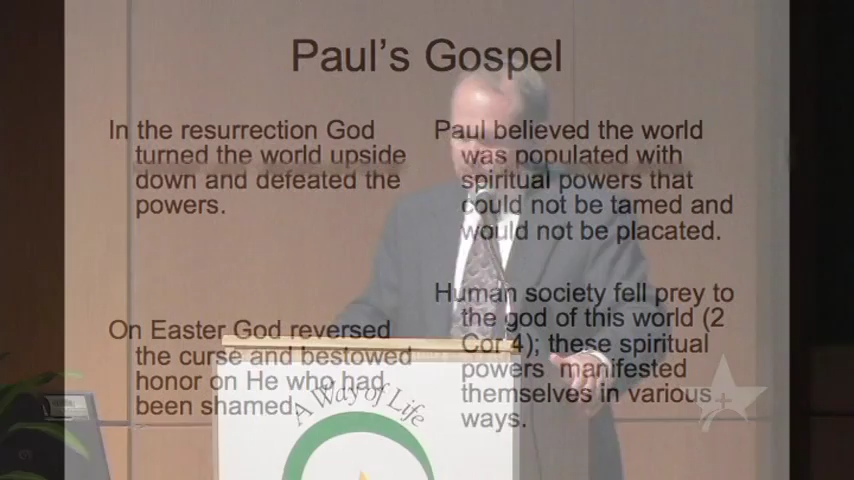 Paul's Gospel
In the resurrection God
turned the world upside
down and defeated the
powers.
On Easter God reversed
the curse and bestowed
honor on He who had
been shamed.
Paul believed the world
was populated with
spiritual powers that
could not be tamed and
would not be placated.
Human society fell prey to
the god of this world (2
Cor 4); these spiritual
powers manifested
themselves in various
ways.
A Way of Life